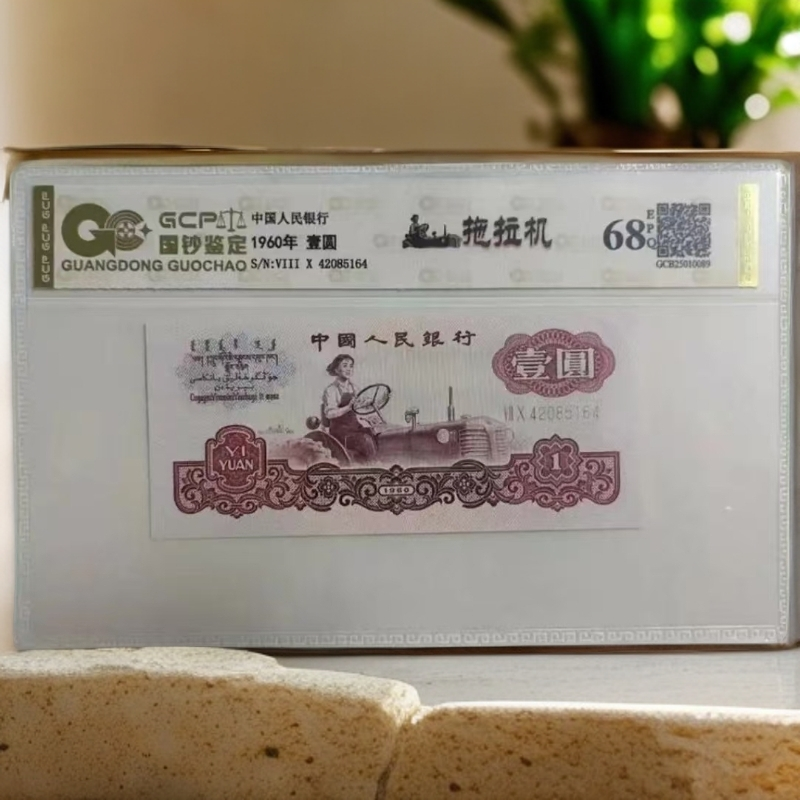 GCP
国钞鉴定
GUANGDONG GUOCHAO
中国人民银行
1960年 壹圆
S/N:VIII X 42085164
拖拉机
68
EPQ
GCB25010089
中國人民銀行
壹圓
VIII X 42085164
YI
YUAN
1960
1